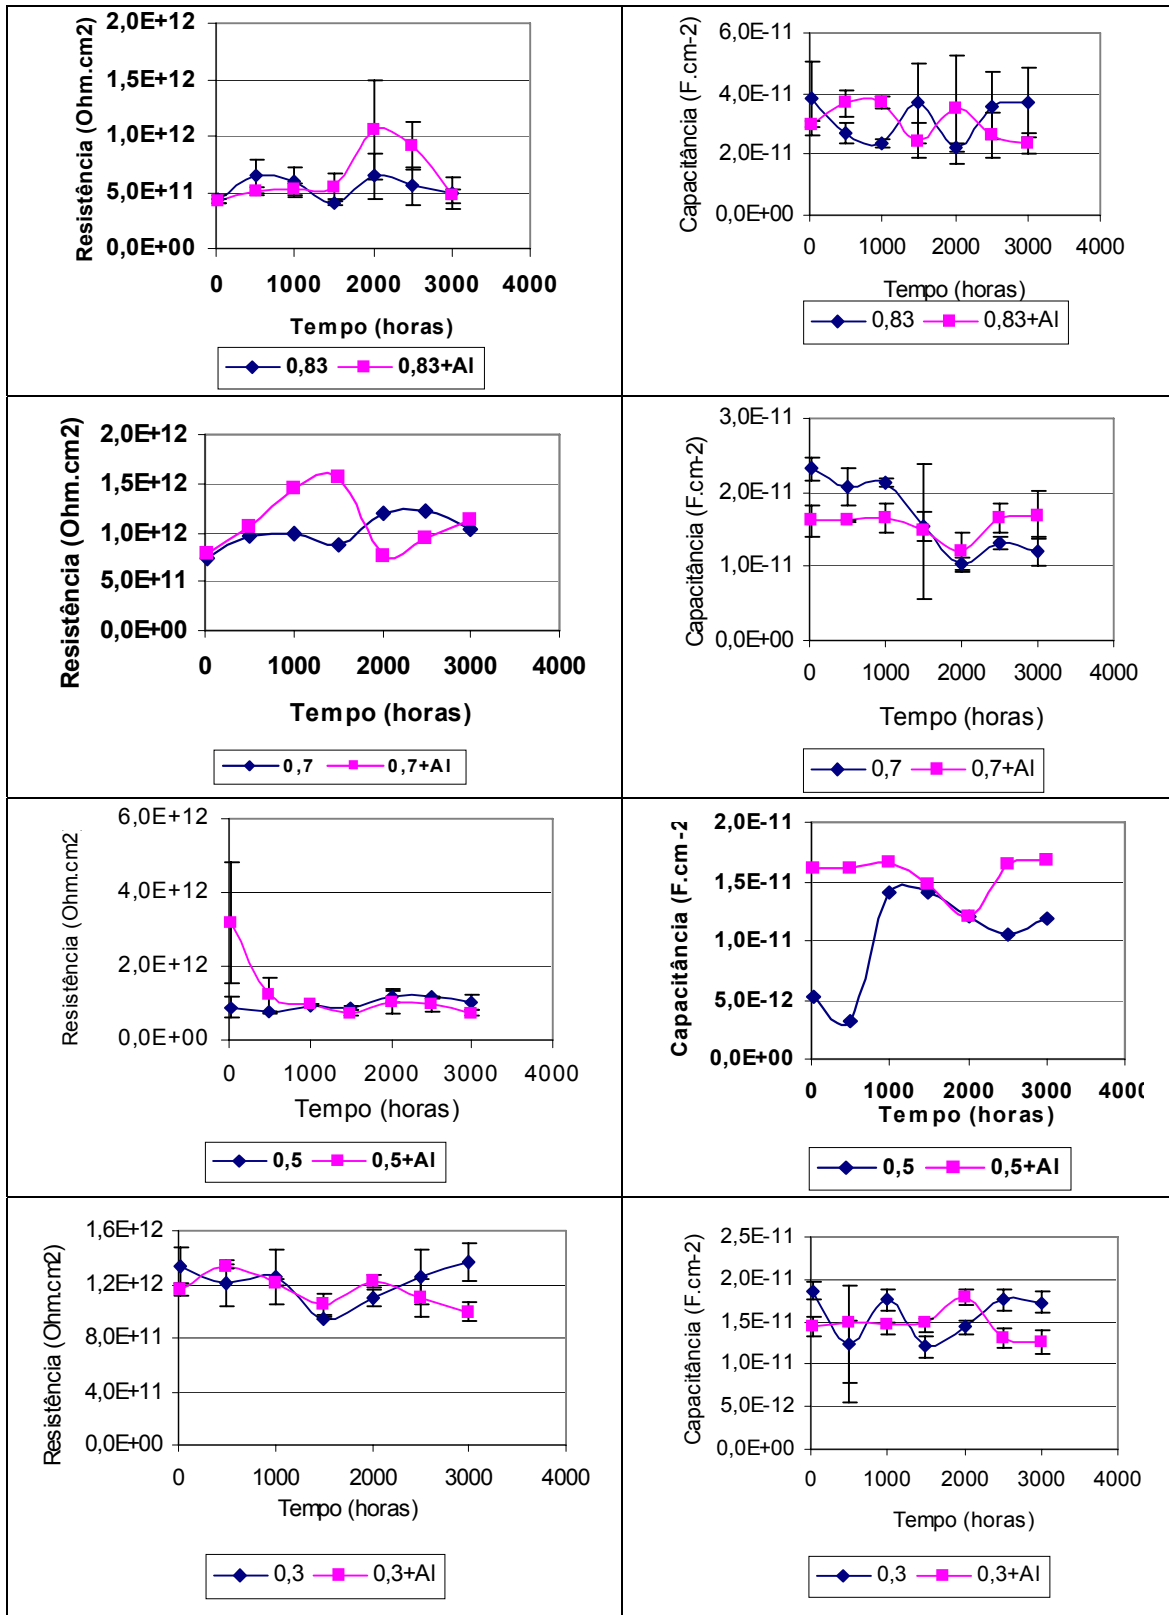 Resistência (Ohm.cm2)
2,0E+12
1,5E+12
1,0E+12
5,0E+11
0,0E+00
0 1000 2000 3000 4000
Tempo (horas)
0,83 0,83+Al
Capacitância (F.cm-2)
6,0E-11
4,0E-11
2,0E-11
0,0E+00
0 1000 2000 3000 4000
Tempo (horas)
0,83 0,83+Al
Resistência (Ohm.cm2)
2,0E+12
1,5E+12
1,0E+12
5,0E+11
0,0E+00
0 1000 2000 3000 4000
Tempo (horas)
0,7 0,7+Al
Capacitância (F.cm-2)
3,0E-11
2,0E-11
1,0E-11
0,0E+00
0 1000 2000 3000 4000
Tempo (horas)
0,7 0,7+Al
Resistência (Ohm.cm2
6,0E+12
4,0E+12
2,0E+12
0,0E+00
0 1000 2000 3000 4000
Tempo (horas)
0,5 0,5+Al
Capacitância (F.cm-2
2,0E-11
1,5E-11
1,0E-11
5,0E-12
0,0E+00
0 1000 2000 3000 4000
Tempo (horas)
0,5 0,5+Al
Resistência (Ohm.cm2)
1,6E+12
1,2E+12
8,0E+11
4,0E+11
0,0E+00
0 1000 2000 3000 4000
Tempo (horas)
0,3 0,3+Al
Capacitância (F.cm-2)
2,5E-11
2,0E-11
1,5E-11
1,0E-11
5,0E-12
0,0E+00
0 1000 2000 3000 4000
Tempo (horas)
0,3 0,3+Al